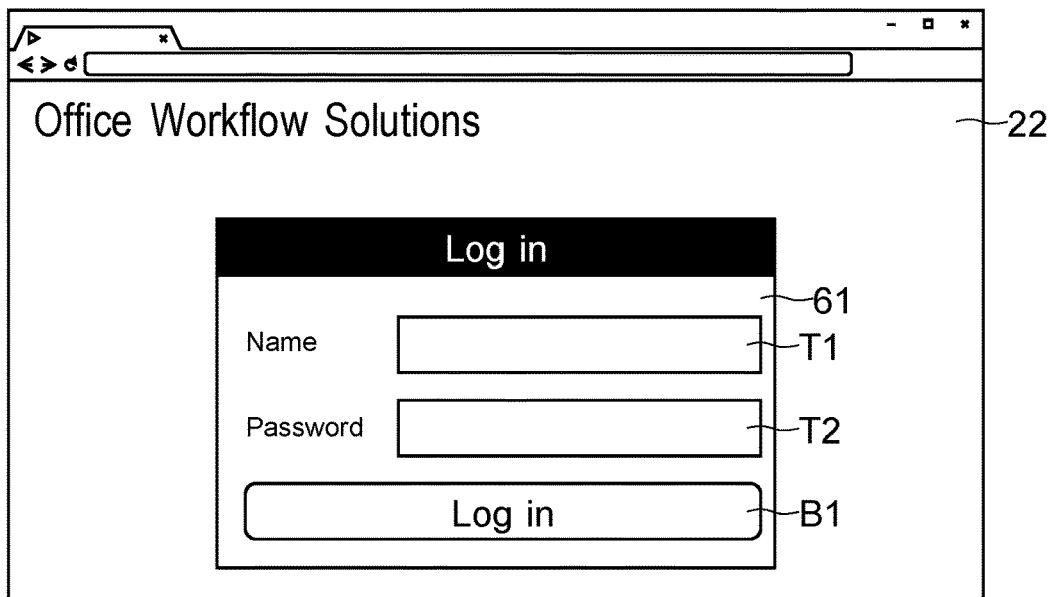 Office Workflow Solutions
22
Log in
61
Name
T1
Password
T2
Log in
B1